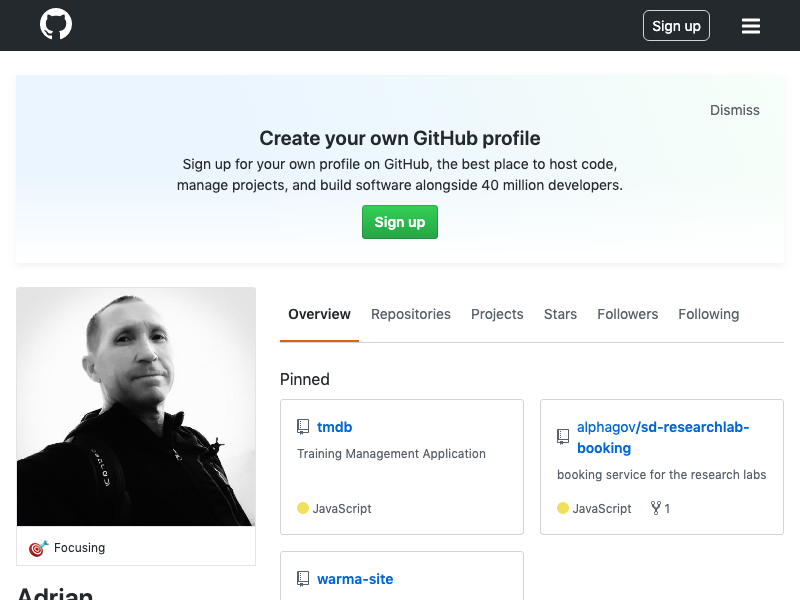 Sign up
Dismiss
Create your own GitHub profile
Sign up for your own profile on GitHub, the best place to host code,
manage projects, and build software alongside 40 million developers.
Sign up
Overview Repositories Projects Stars Followers Following
Pinned
tmdb
Training Management Application
JavaScript
alphagov/sd-researchlab-
booking
booking service for the research labs
JavaScript 1
Focusing
warma-site
Adrian